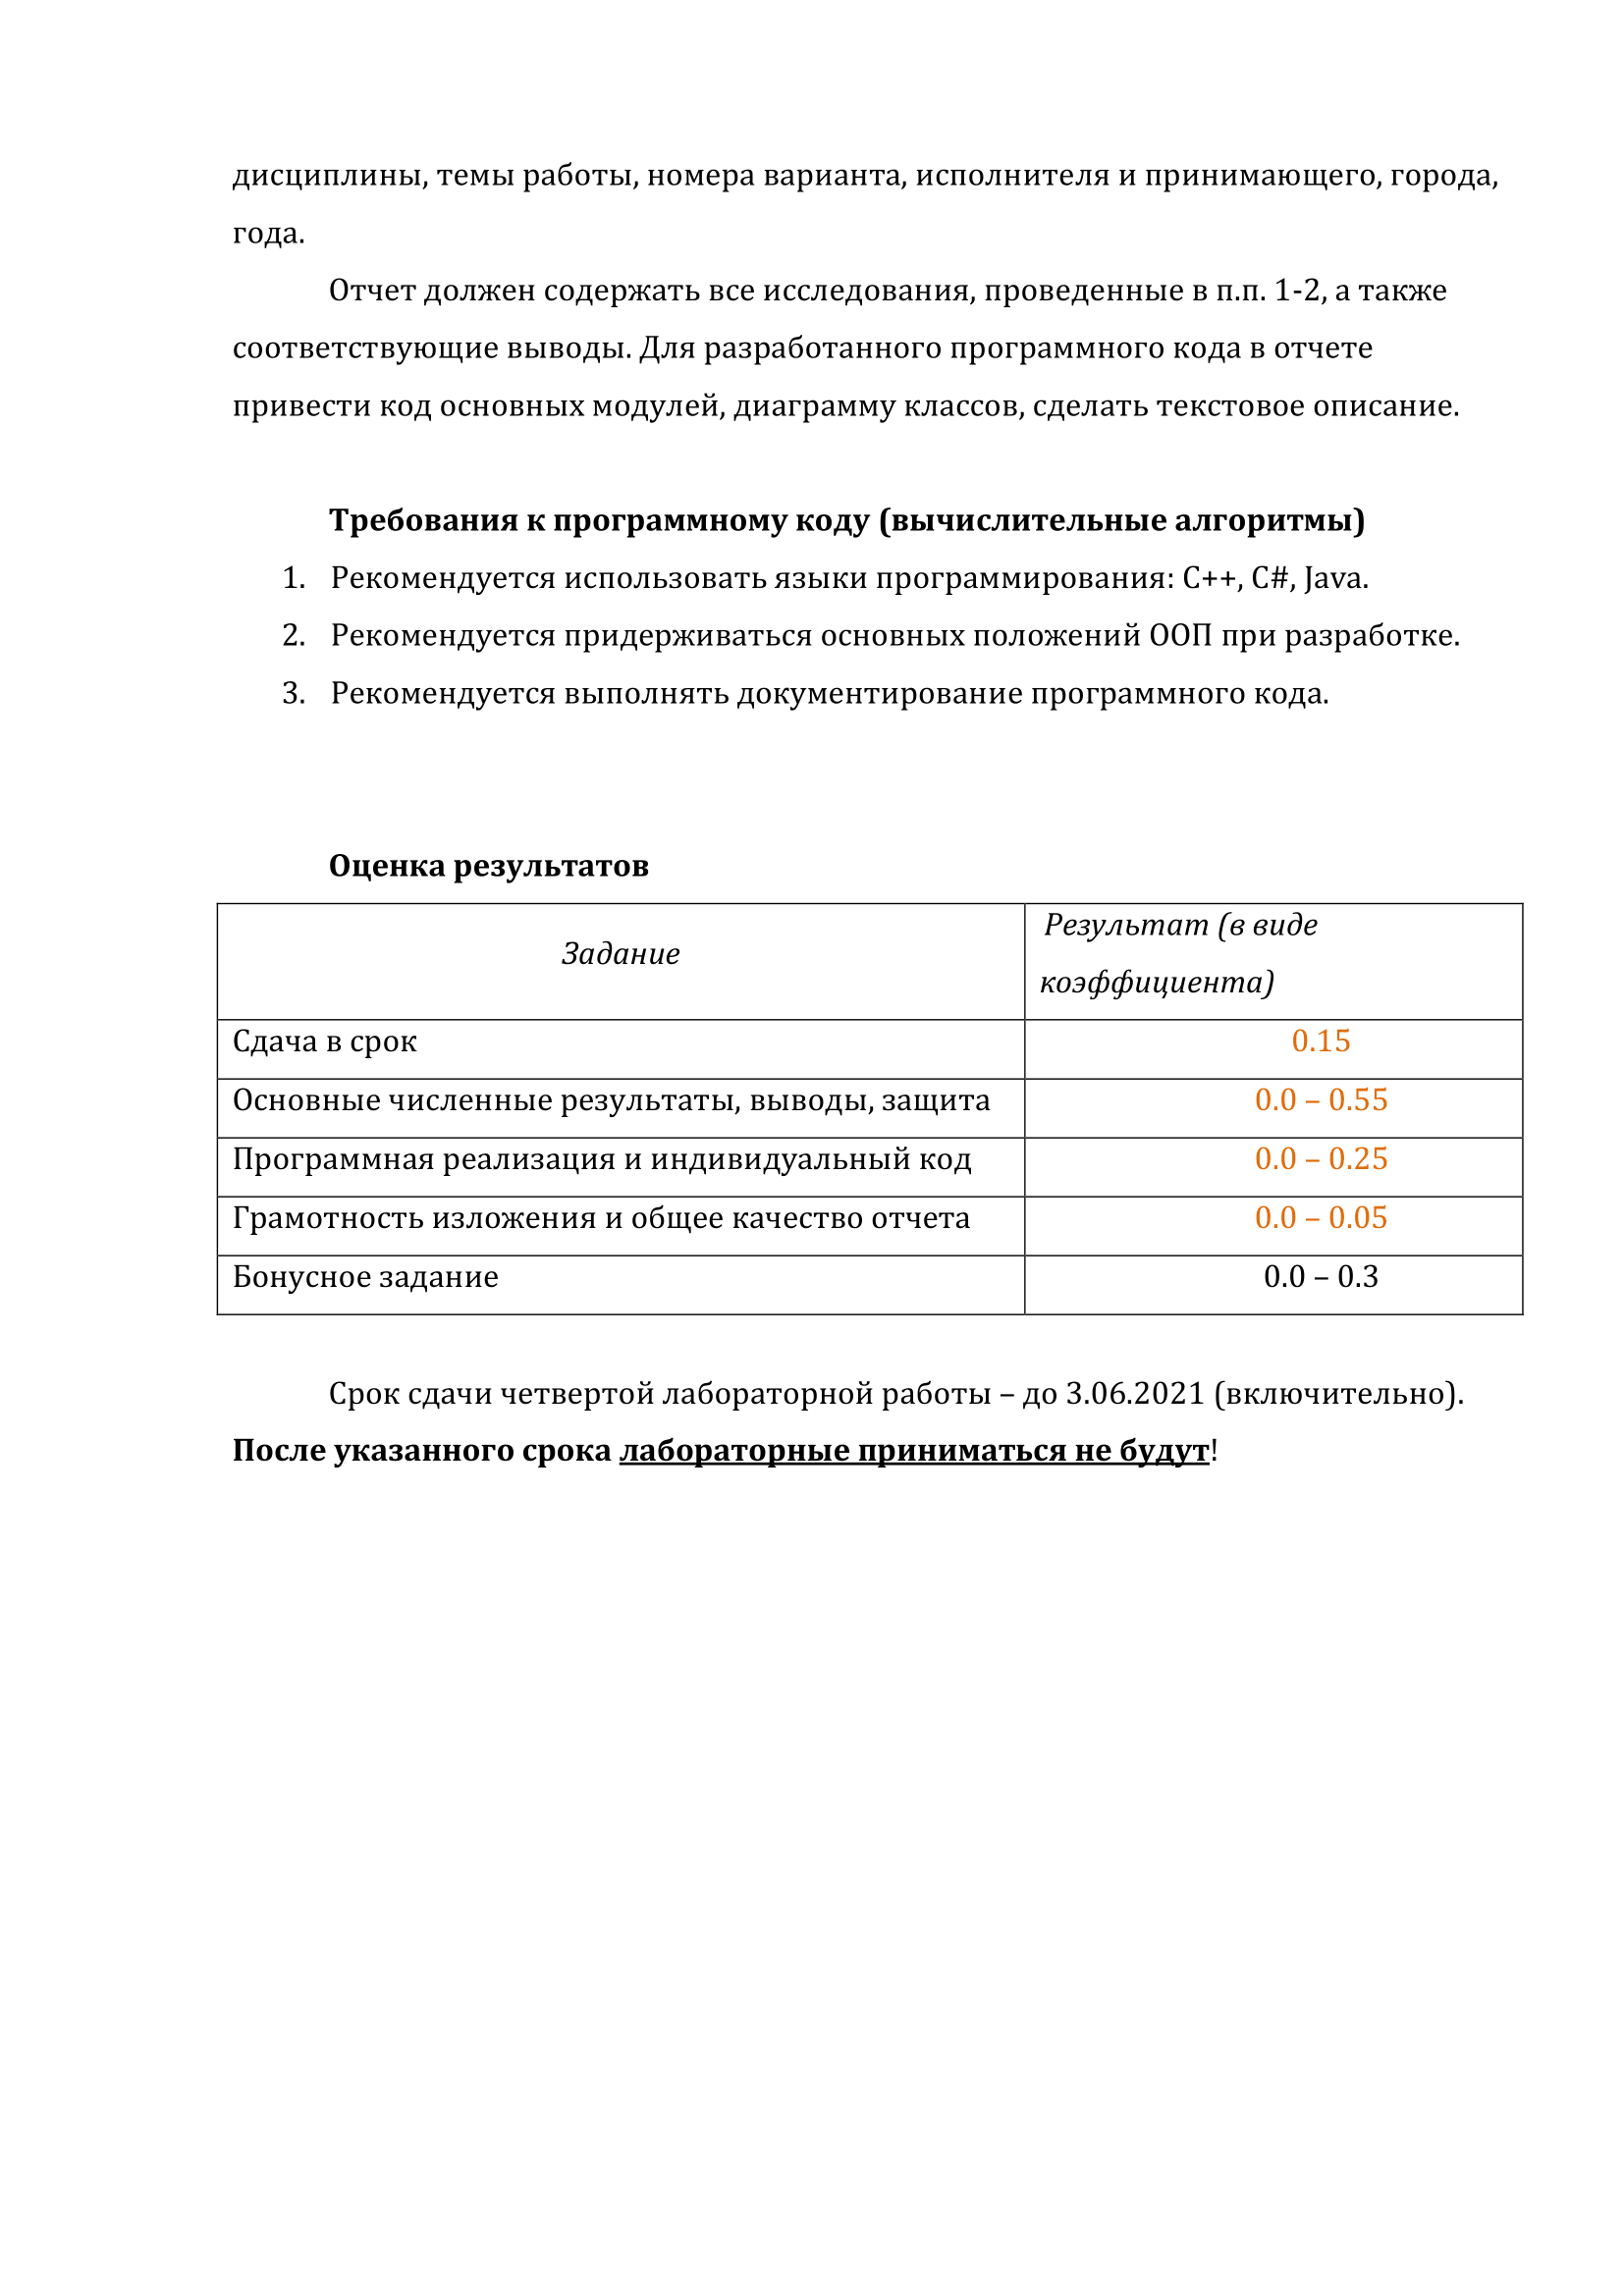 дисциплины, темы работы, номера варианта, исполнителя и принимающего, города,
года.
Отчет должен содержать все исследования, проведенные в п.п. 1-2, а также
соответствующие выводы. Для разработанного программного кода в отчете
привести код основных модулей, диаграмму классов, сделать текстовое описание.
Требования к программному коду (вычислительные алгоритмы)
1. Рекомендуется использовать языки программирования: C++, C#, Java.
2. Рекомендуется придерживаться основных положений ООП при разработке.
3. Рекомендуется выполнять документирование программного кода.
Оценка результатов
Задание
Результат (в виде
коэффициента)
Сдача в срок 0.15
Основные численные результаты, выводы, защита 0.0 – 0.55
Программная реализация и индивидуальный код 0.0 – 0.25
Грамотность изложения и общее качество отчета 0.0 – 0.05
Бонусное задание 0.0 – 0.3
Срок сдачи четвертой лабораторной работы – до 3.06.2021 (включительно).
После указанного срока лабораторные приниматься не будут!